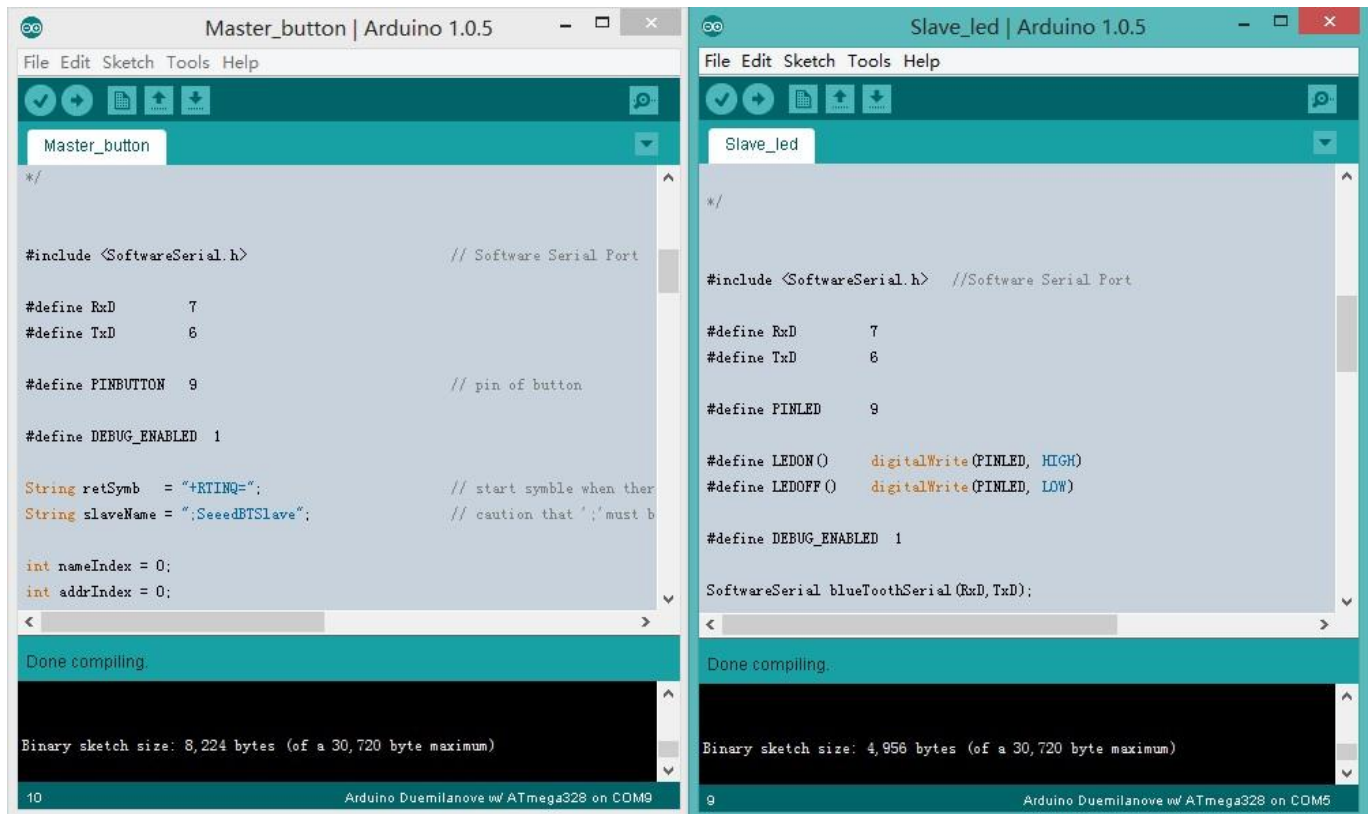 Master_button | Arduino 1.0.5
File Edit Sketch Tools Help
Master_button
*/
#include <SoftwareSerial.h> // Software Serial Port
#define RxD 7
#define TxD 6
#define PINBUTTON 9 // pin of button
#define DEBUG_ENABLED 1
String retSymb = "+RTINQ="; // start symble when ther
String slaveName = ";SeeedBTSlave"; // caution that ';'must b
int nameIndex = 0;
int addrIndex = 0;
Done compiling.
Binary sketch size: 8,224 bytes (of a 30,720 byte maximum)
10 Arduino Duemilanove w/ ATmega328 on COM9
Slave_led | Arduino 1.0.5
File Edit Sketch Tools Help
Slave_led
*/
#include <SoftwareSerial.h> //Software Serial Port
#define RxD 7
#define TxD 6
#define PINLED 9
#define LEDON() digitalWrite(PINLED, HIGH)
#define LEDOFF() digitalWrite(PINLED, LOW)
#define DEBUG_ENABLED 1
SoftwareSerial blueToothSerial(RxD,TxD);
Done compiling.
Binary sketch size: 4,956 bytes (of a 30,720 byte maximum)
9 Arduino Duemilanove w/ ATmega328 on COM5